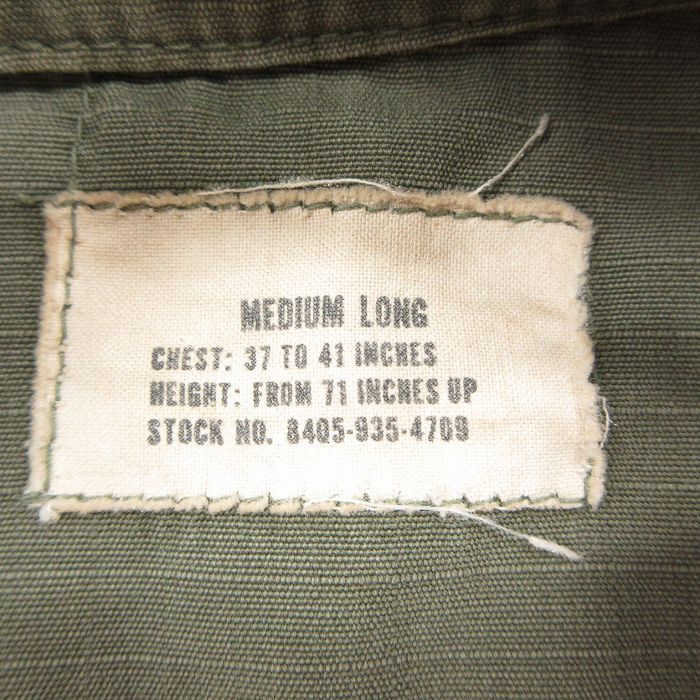 MEDIUM LONG
CHEST: 37 TO 41 INCHES
HEIGHT: FROM 71 INCHES UP
STOCK NO. 8405-935-4709